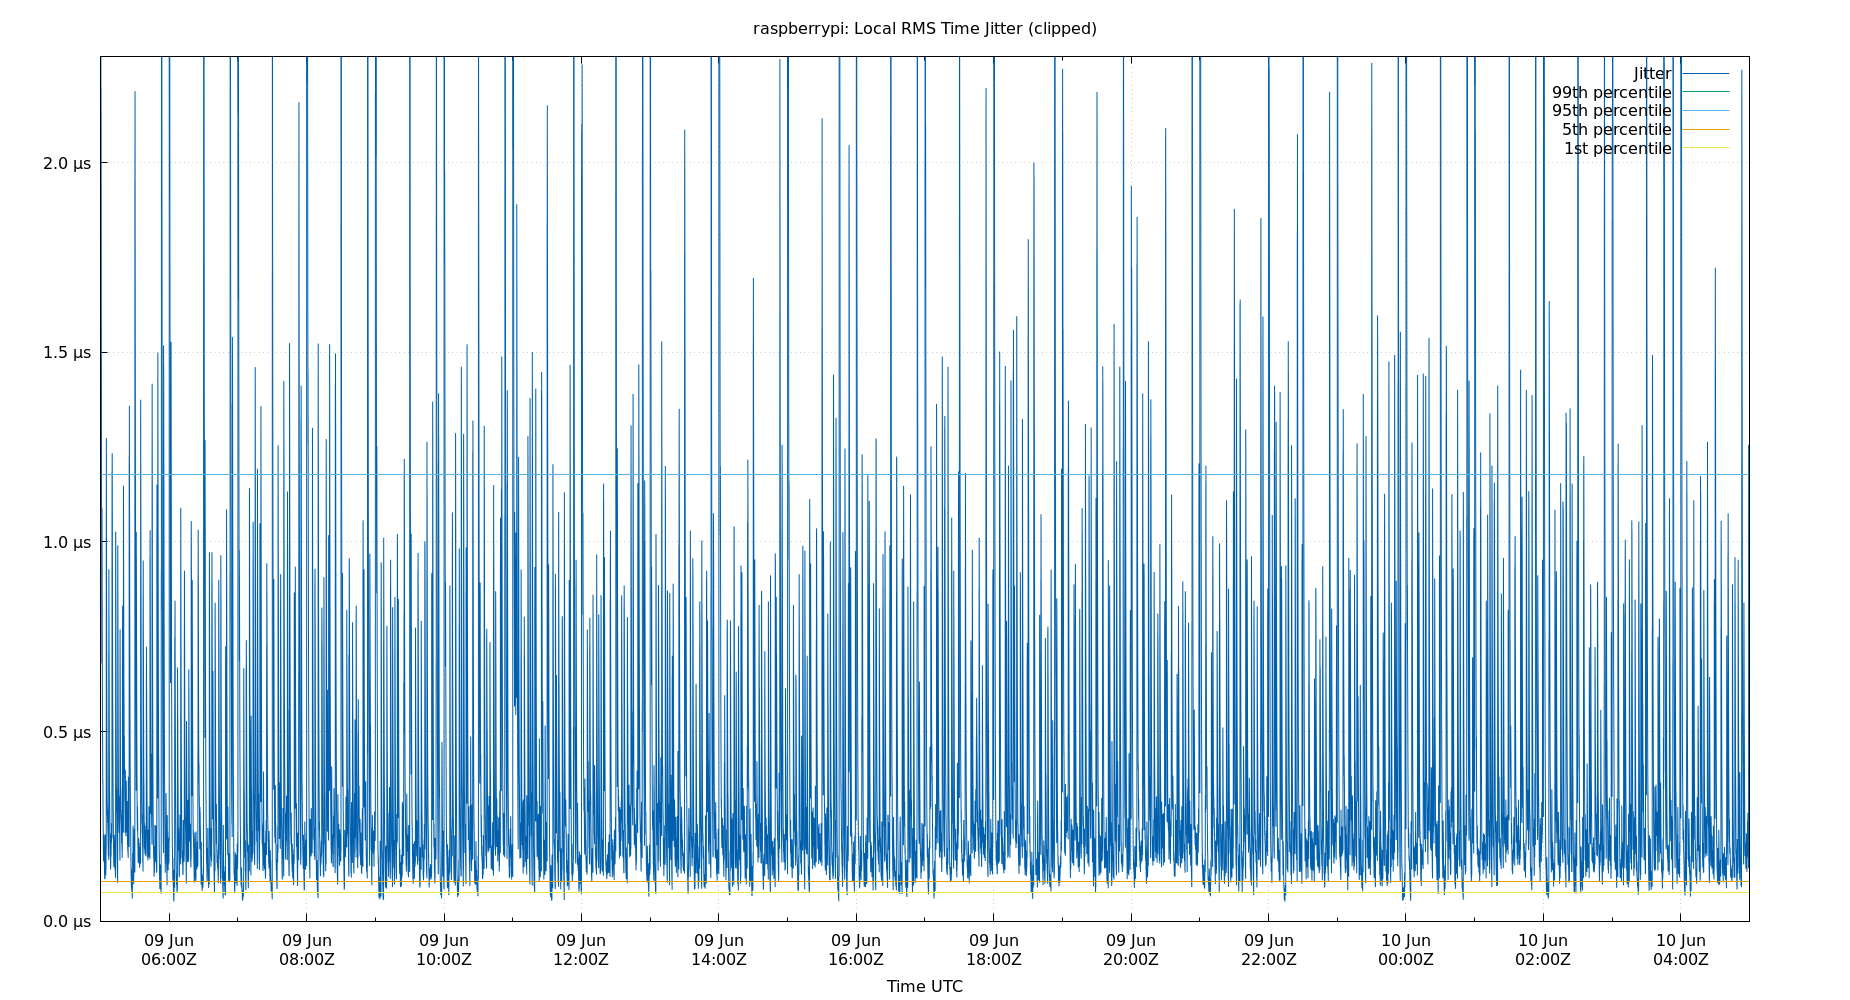 raspberrypi: Local RMS Time Jitter (clipped)
Jitter
99th percentile
95th percentile
5th percentile
1st percentile
2.0 µs
1.5 µs
1.0 µs
0.5 µs
0.0 µs
09 Jun 09 Jun 09 Jun 09 Jun 09 Jun 09 Jun 09 Jun 09 Jun 09 Jun 10 Jun 10 Jun 10 Jun
06:00Z 08:00Z 10:00Z 12:00Z 14:00Z 16:00Z 18:00Z 20:00Z 22:00Z 00:00Z 02:00Z 04:00Z
Time UTC